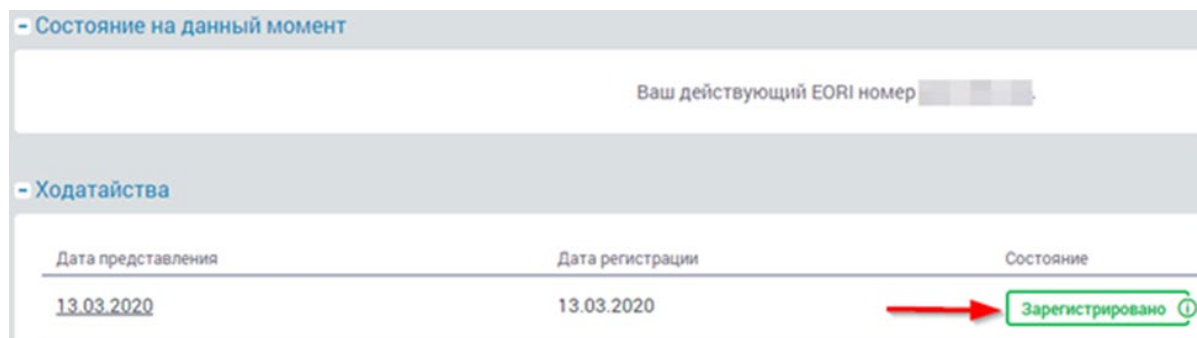 Состояние на данный момент
Ваш действующий EORI номер
Ходатайства
Дата представления Дата регистрации Состояние
13.03.2020 13.03.2020 Зарегистрировано